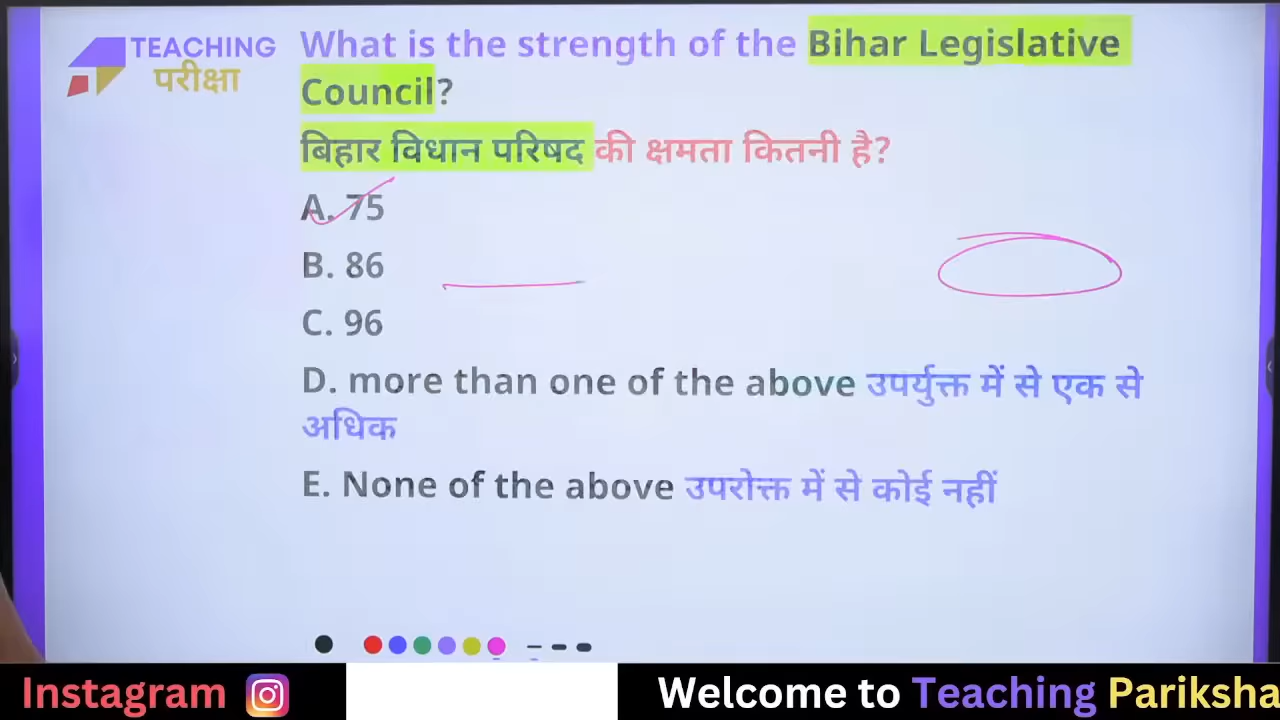 TEACHING
परीक्षा
What is the strength of the Bihar Legislative
Council?
बिहार विधान परिषद की क्षमता कितनी है?
A. 75
B. 86
C. 96
D. more than one of the above उपर्युक्त में से एक से
अधिक
E. None of the above उपरोक्त में से कोई नहीं
Instagram
Welcome to Teaching Pariksha